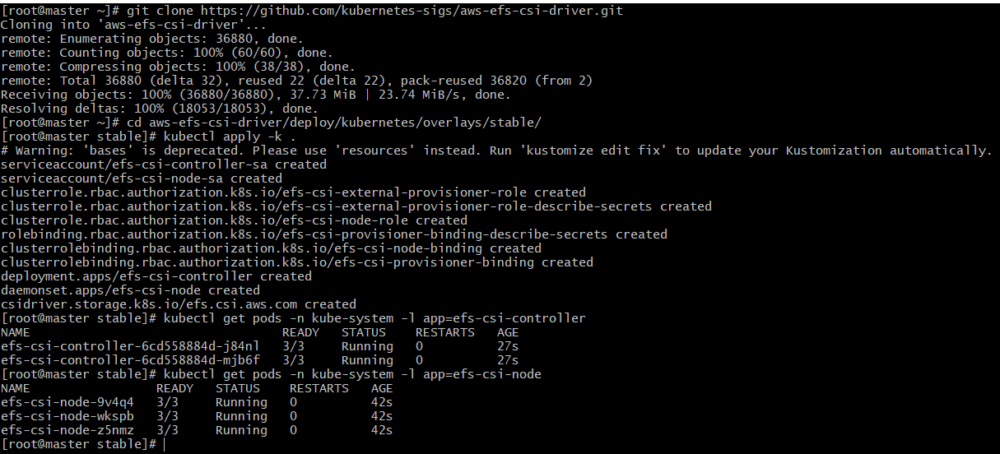 [root@master ~]# git clone https://github.com/kubernetes-sigs/aws-efs-csi-driver.git
Cloning into 'aws-efs-csi-driver'...
remote: Enumerating objects: 36880, done.
remote: Counting objects: 100% (60/60), done.
remote: Compressing objects: 100% (38/38), done.
remote: Total 36880 (delta 32), reused 22 (delta 22), pack-reused 36820 (from 2)
Receiving objects: 100% (36880/36880), 37.73 MiB | 23.74 MiB/s, done.
Resolving deltas: 100% (18053/18053), done.
[root@master ~]# cd aws-efs-csi-driver/deploy/kubernetes/overlays/stable/
[root@master stable]# kubectl apply -k .
# Warning: 'bases' is deprecated. Please use 'resources' instead. Run 'kustomize edit fix' to update your Kustomization automatically.
serviceaccount/efs-csi-controller-sa created
serviceaccount/efs-csi-node-sa created
clusterrole.rbac.authorization.k8s.io/efs-csi-external-provisioner-role created
clusterrole.rbac.authorization.k8s.io/efs-csi-external-provisioner-role-describe-secrets created
clusterrole.rbac.authorization.k8s.io/efs-csi-node-role created
rolebinding.rbac.authorization.k8s.io/efs-csi-provisioner-binding-describe-secrets created
clusterrolebinding.rbac.authorization.k8s.io/efs-csi-node-binding created
clusterrolebinding.rbac.authorization.k8s.io/efs-csi-provisioner-binding created
deployment.apps/efs-csi-controller created
daemonset.apps/efs-csi-node created
csidriver.storage.k8s.io/efs.csi.aws.com created
[root@master stable]# kubectl get pods -n kube-system -l app=efs-csi-controller
NAME READY STATUS RESTARTS AGE
efs-csi-controller-6cd558884d-j84nl 3/3 Running 0 27s
efs-csi-controller-6cd558884d-mjb6f 3/3 Running 0 27s
[root@master stable]# kubectl get pods -n kube-system -l app=efs-csi-node
NAME READY STATUS RESTARTS AGE
efs-csi-node-9v4q4 3/3 Running 0 42s
efs-csi-node-wkspb 3/3 Running 0 42s
efs-csi-node-z5nmz 3/3 Running 0 42s
[root@master stable]#